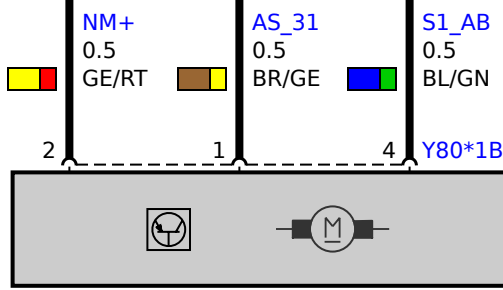 NM+ AS_31 S1_AB
0.5 0.5 0.5
GE/RT BR/GE BL/GN
2 1 4 Y80*1B
M